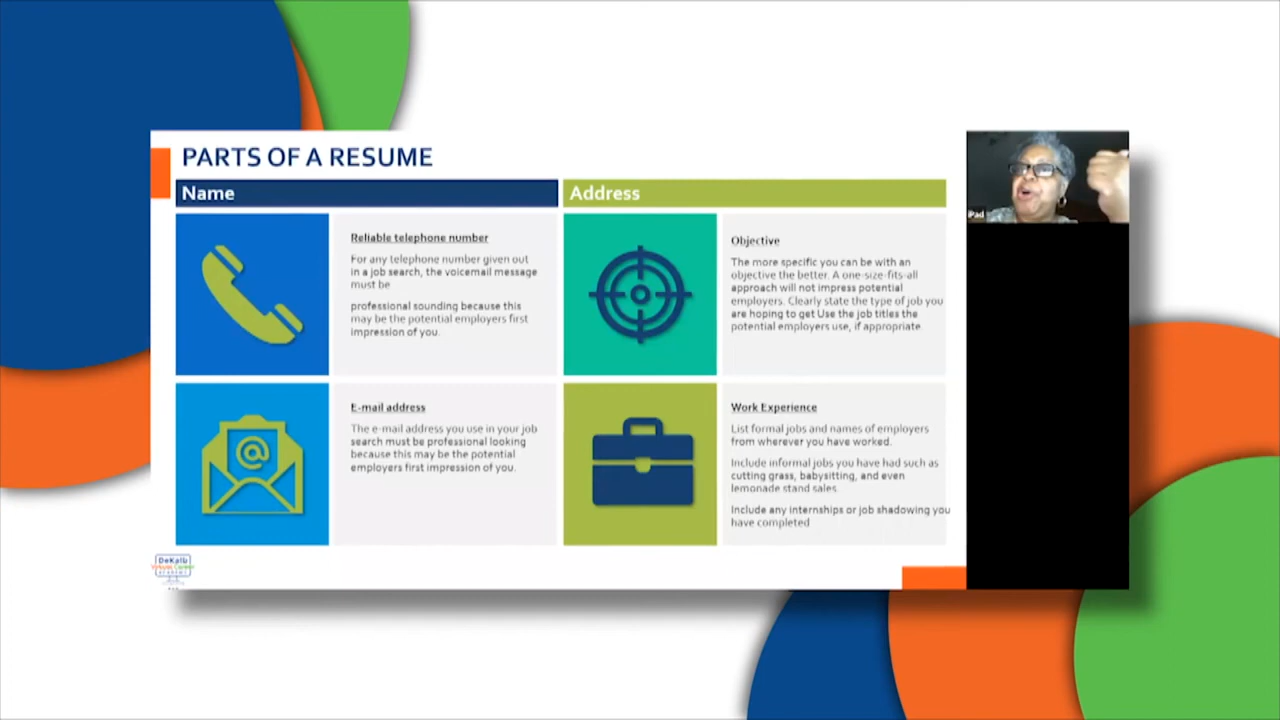 PARTS OF A RESUME
Name
Reliable telephone number
For any telephone number given out
in a job search, the voicemail message
must be
professional sounding because this
may be the potential employers first
impression of you.
E-mail address
The e-mail address you use in your job
search must be professional looking
because this may be the potential
employers first impression of you.
Address
Objective
The more specific you can be with an
objective the better. A one-size-fits-all
approach will not impress potential
employers. Clearly state the type of job you
are hoping to get Use the job titles the
potential employers use, if appropriate
Work Experience
List formal jobs and names of employers
from wherever you have worked.
Include informal jobs you have had such as
cutting grass, babysitting, and even
lemonade stand sales
Include any internships or job shadowing you
have completed
@
iPad
DeKalb
Virtual Career